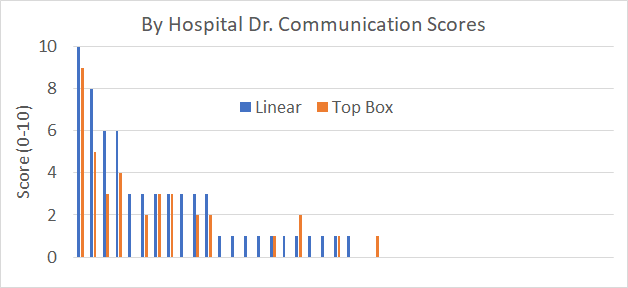 By Hospital Dr. Communication Scores
10
8
6
4
2
0
Score (0-10)
Linear
Top Box